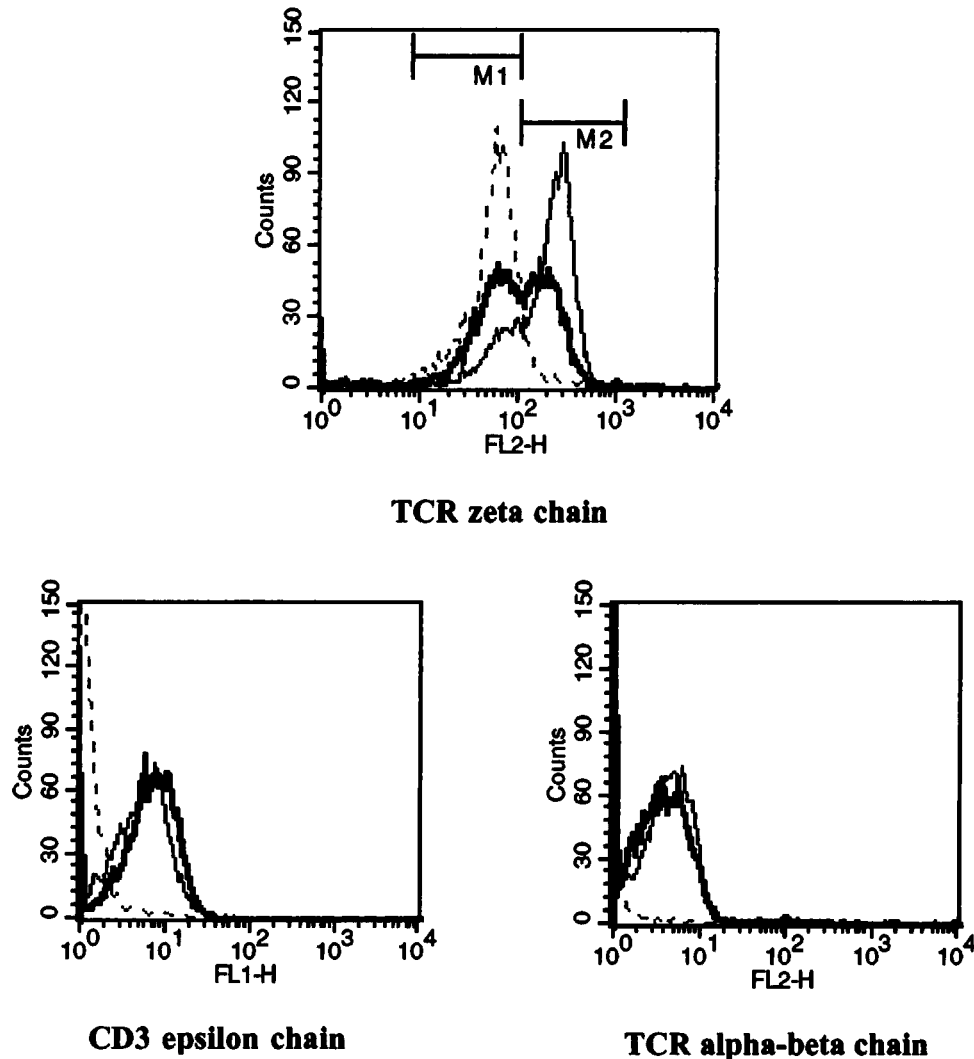 150
120
90
60
30
0
Counts
M1
M2
10^0 10^1 10^2 10^3 10^4
FL2-H
TCR zeta chain
150
120
90
60
30
0
Counts
10^0 10^1 10^2 10^3 10^4
FL1-H
CD3 epsilon chain
150
120
90
60
30
0
Counts
10^0 10^1 10^2 10^3 10^4
FL2-H
TCR alpha-beta chain